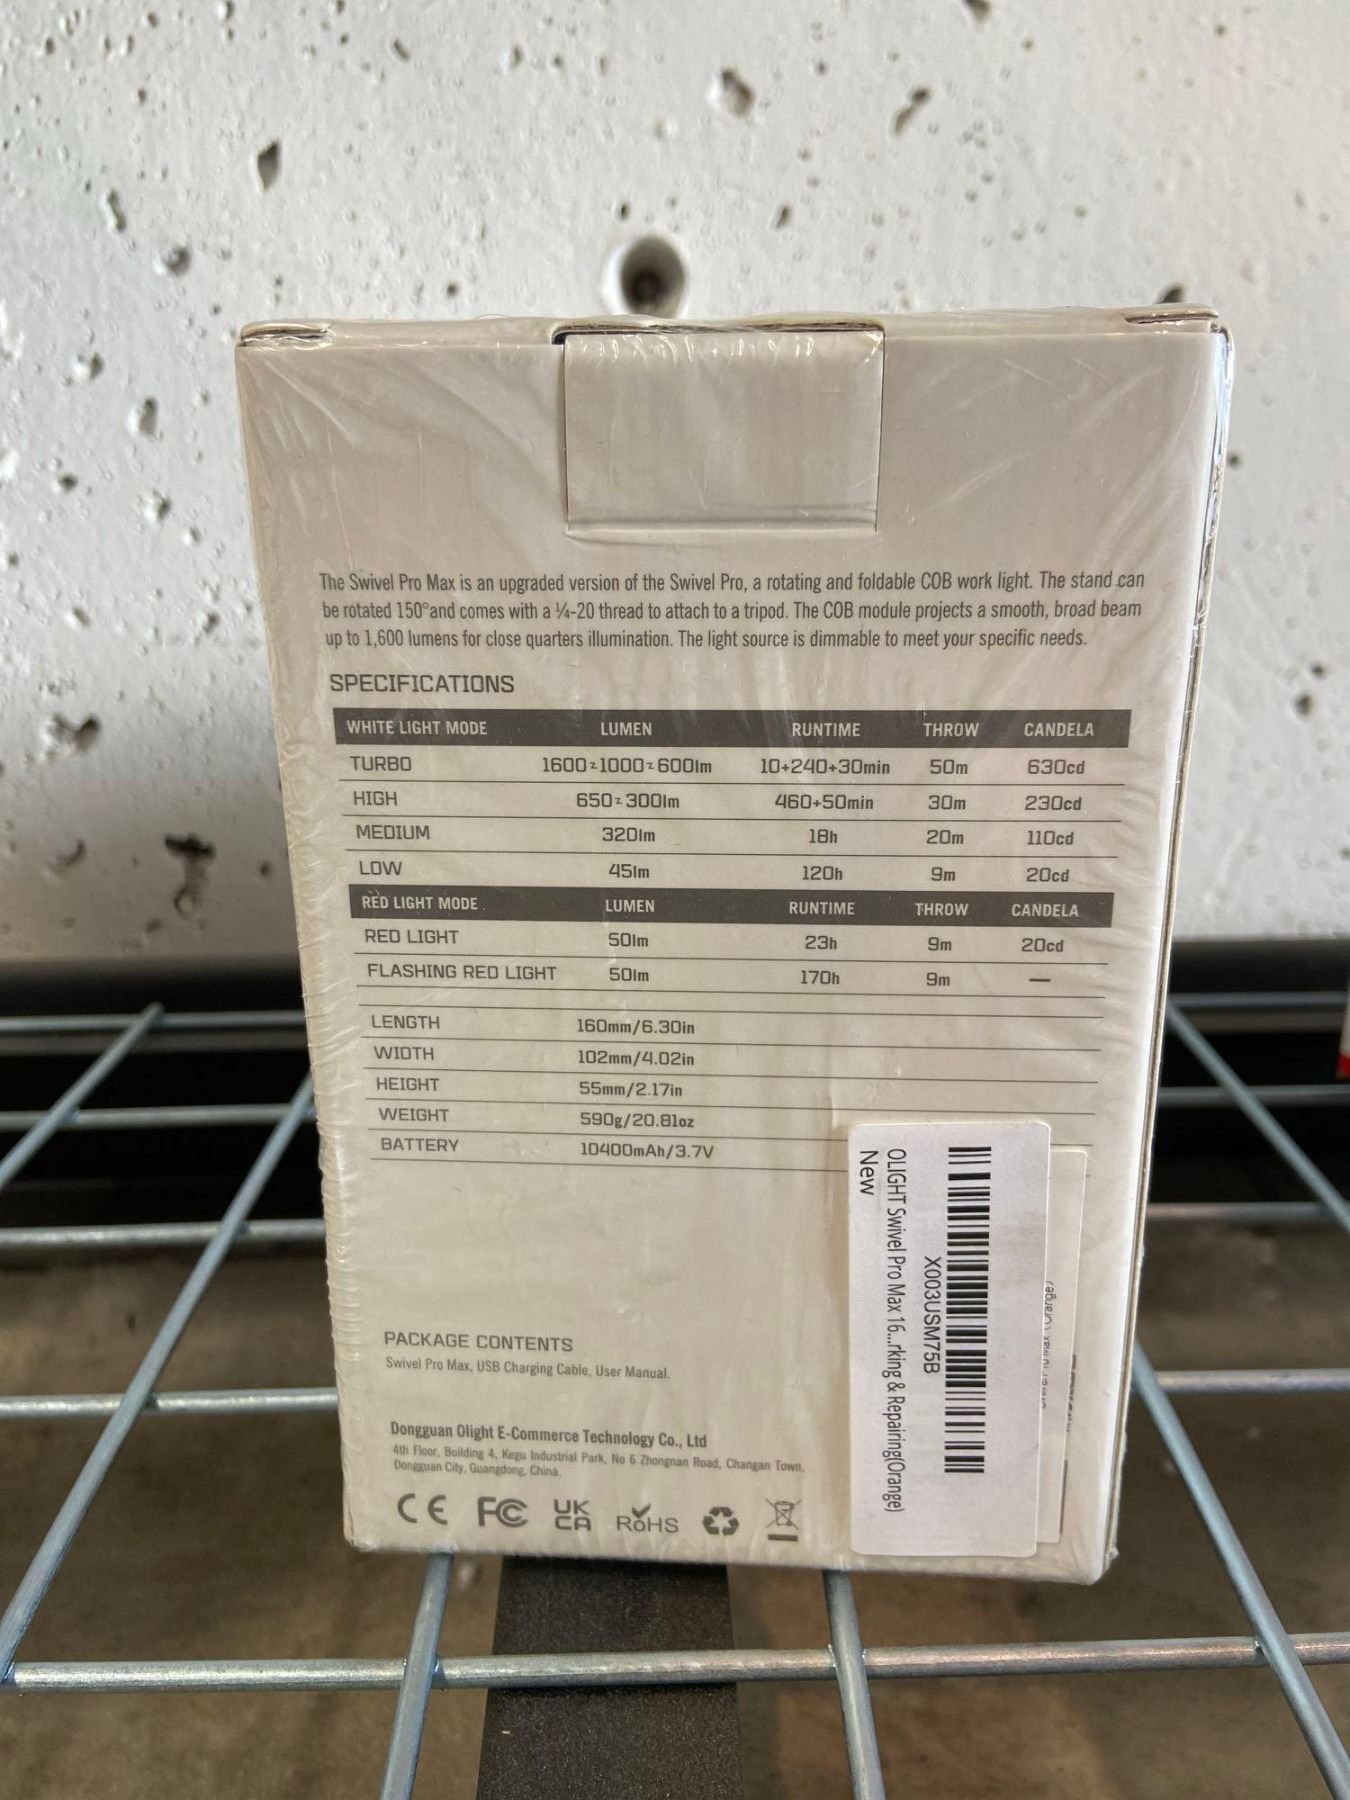 The Swivel Pro Max is an upgraded version of the Swivel Pro, a rotating and foldable COB work light. The stand can
be rotated 150°and comes with a ¼-20 thread to attach to a tripod. The COB module projects a smooth, broad beam
up to 1,600 lumens for close quarters illumination. The light source is dimmable to meet your specific needs.
SPECIFICATIONS
WHITE LIGHT MODE LUMEN RUNTIME THROW CANDELA
TURBO 1600~1000~600lm 10+240+30min 50m 630cd
HIGH 650~300lm 460+50min 30m 230cd
MEDIUM 320lm 18h 20m 110cd
LOW 45lm 120h 9m 20cd
RED LIGHT MODE LUMEN RUNTIME THROW CANDELA
RED LIGHT 50lm 23h 9m 20cd
FLASHING RED LIGHT 50lm 170h 9m —
LENGTH 160mm/6.30in
WIDTH 102mm/4.02in
HEIGHT 55mm/2.17in
WEIGHT 590g/20.81oz
BATTERY 10400mAh/3.7V
PACKAGE CONTENTS
Swivel Pro Max, USB Charging Cable, User Manual.
Dongguan Olight E-Commerce Technology Co., Ltd
4th Floor, Building 4, Kegu Industrial Park, No 6 Zhongnan Road, Changan Town,
Dongguan City, Guangdong, China.
CE FC UK CA RoHS
X003USM75B
OLIGHT Swivel Pro Max 16...rking & Repairing(Orange)
New